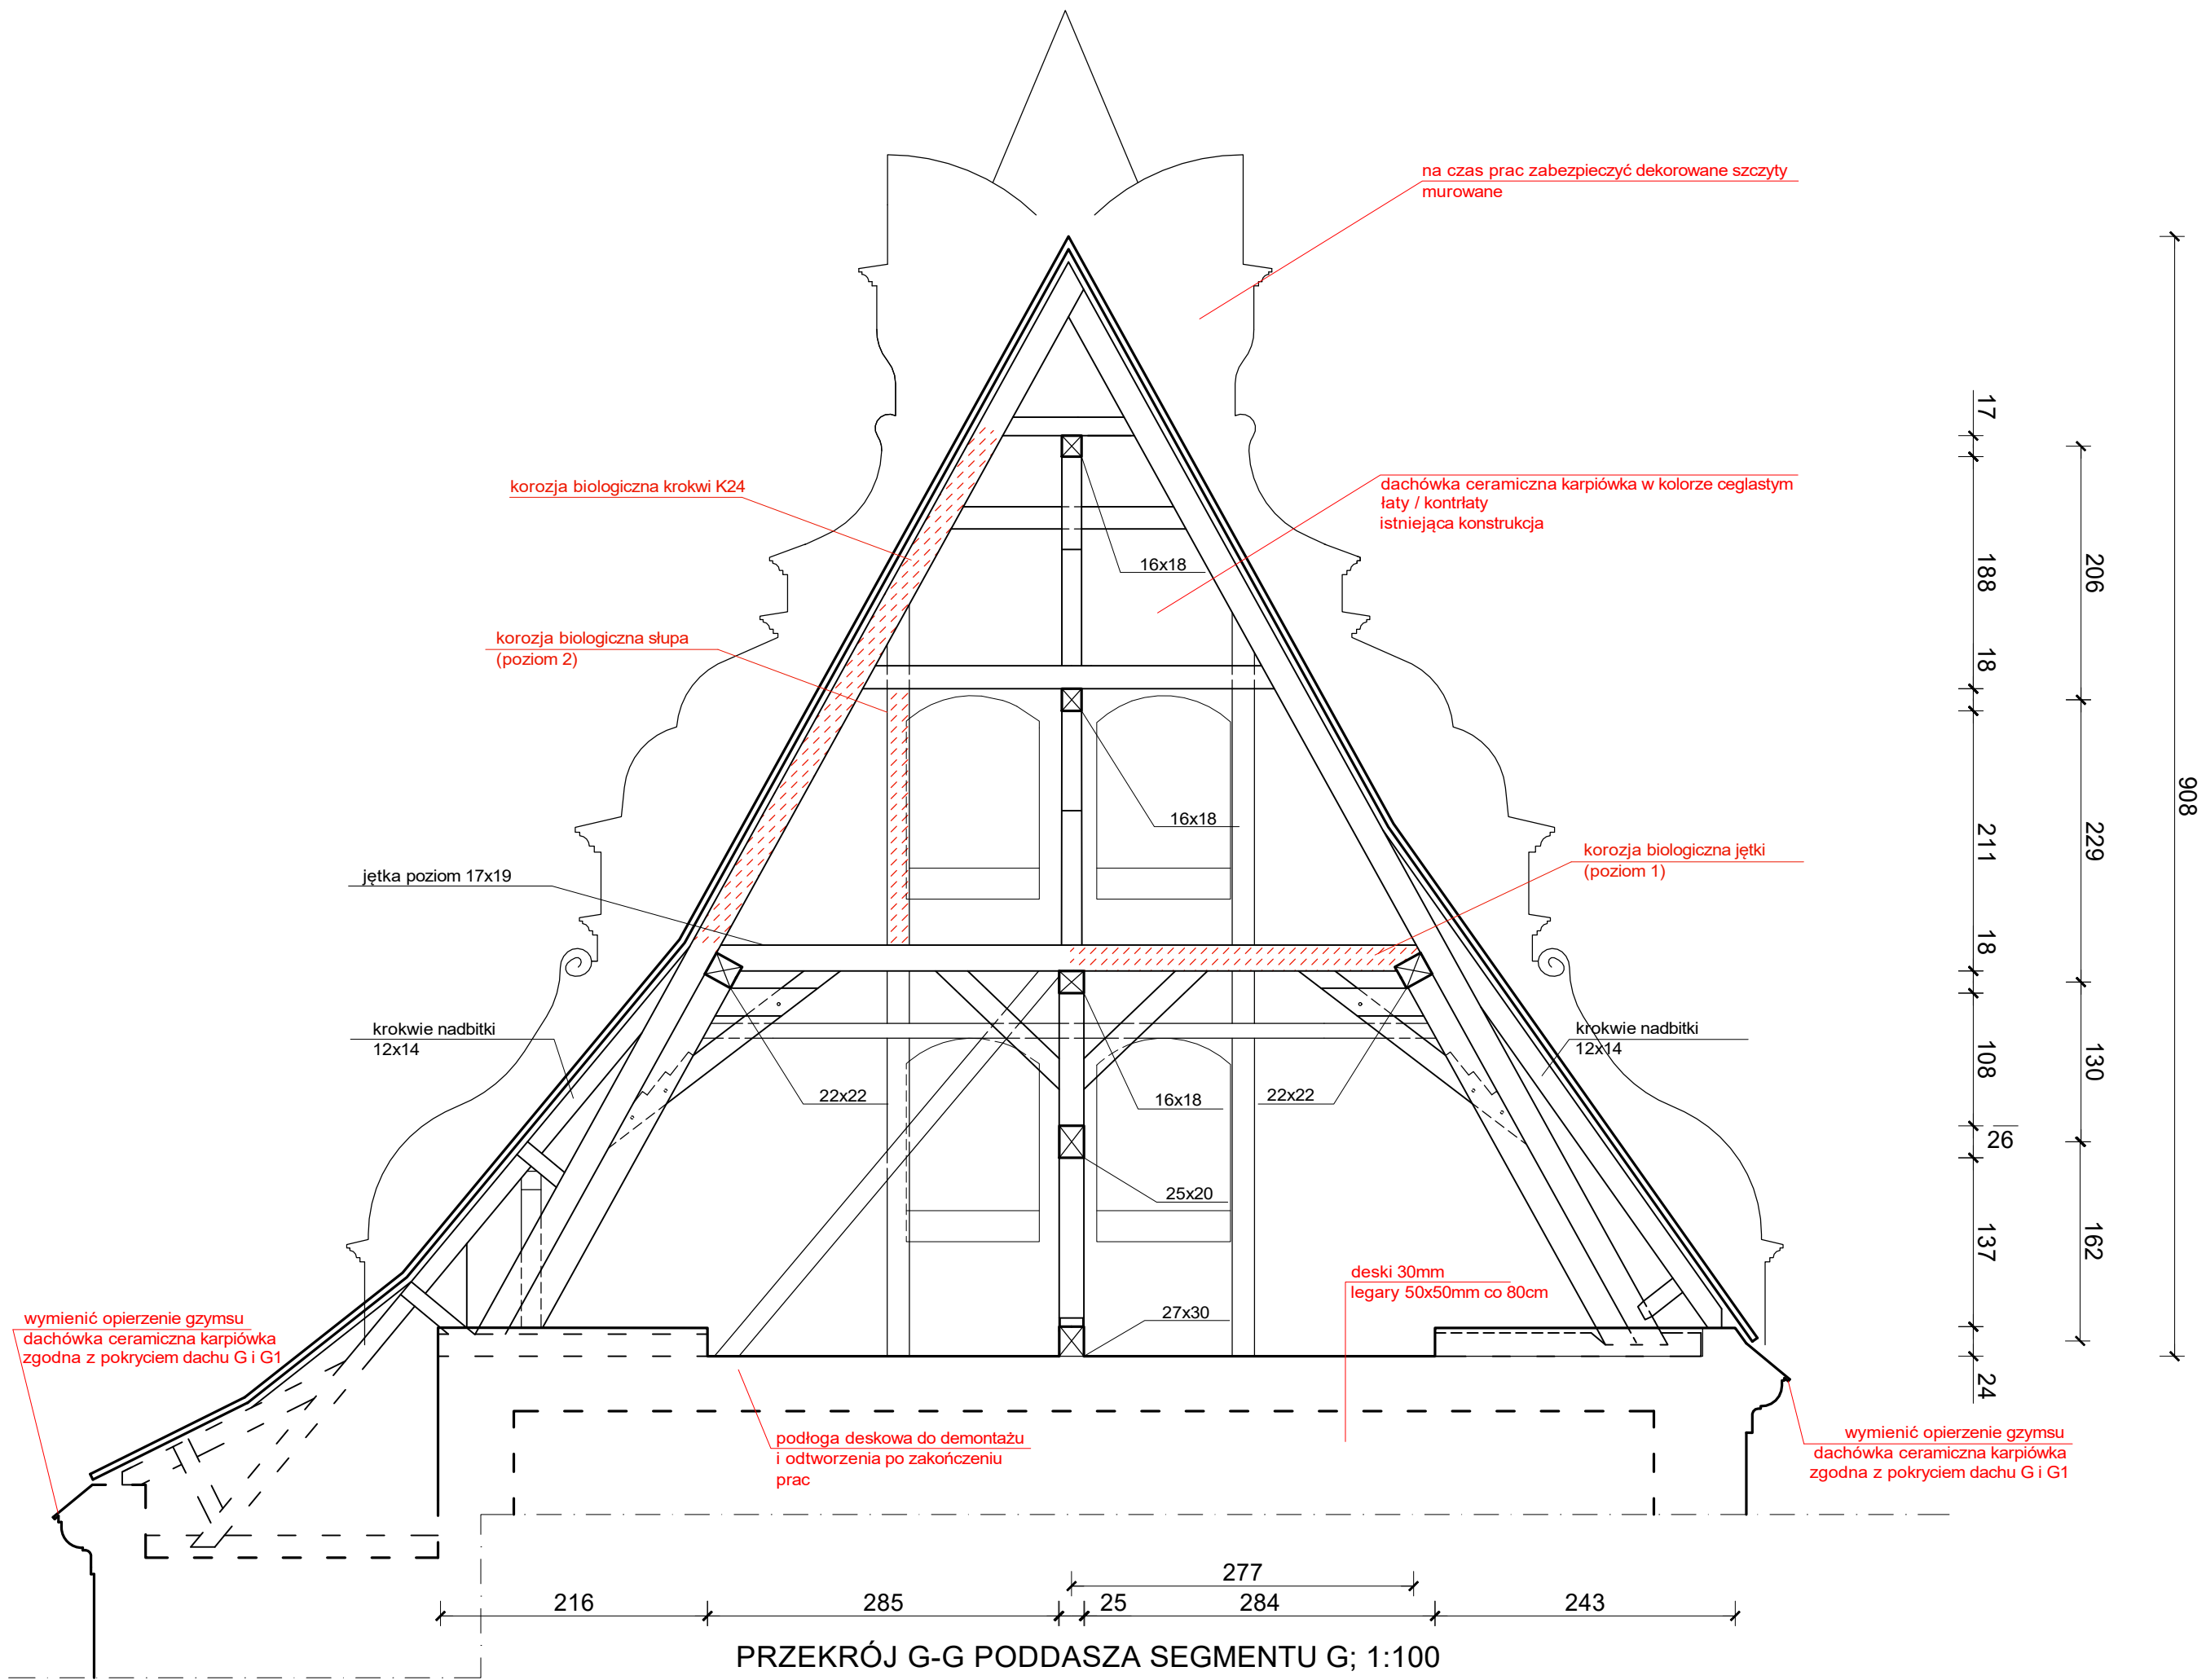 na czas prac zabezpieczyć dekorowane szczyty
murowane
korozja biologiczna krokwi K24
dachówka ceramiczna karpiówka w kolorze ceglastym
łaty / kontrłaty
istniejąca konstrukcja
16x18
korozja biologiczna słupa
(poziom 2)
16x18
korozja biologiczna jętki
(poziom 1)
jętka poziom 17x19
krokwie nadbitki
12x14
krokwie nadbitki
12x14
22x22
16x18
22x22
25x20
deski 30mm
legary 50x50mm co 80cm
27x30
wymienić opierzenie gzymsu
dachówka ceramiczna karpiówka
zgodna z pokryciem dachu G i G1
podłoga deskowa do demontażu
i odtworzenia po zakończeniu
prac
wymienić opierzenie gzymsu
dachówka ceramiczna karpiówka
zgodna z pokryciem dachu G i G1
17
188
18
211
18
108
26
137
24
206
229
130
162
908
277
216
285
25
284
243
PRZEKRÓJ G-G PODDASZA SEGMENTU G; 1:100